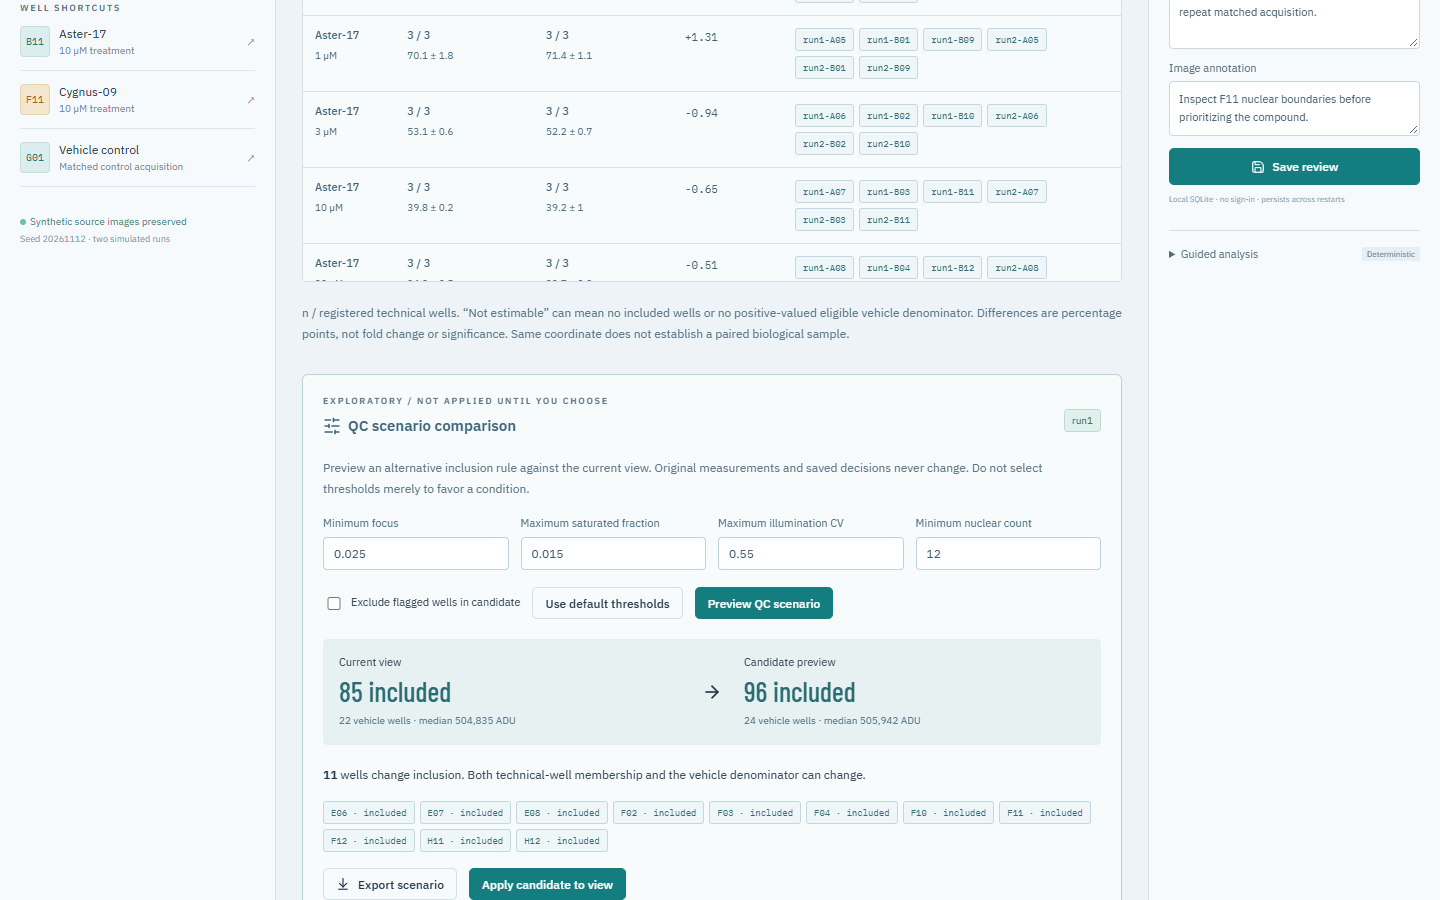 WELL SHORTCUTS
B11
Aster-17
10 μM treatment
↗
F11
Cygnus-09
10 μM treatment
↗
G01
Vehicle control
Matched control acquisition
↗
Synthetic source images preserved
Seed 20261112 · two simulated runs
Aster-17 3 / 3 3 / 3 +1.31 run1-A05 run1-B01 run1-B09 run2-A05
1 μM 70.1 ± 1.8 71.4 ± 1.1 run2-B01 run2-B09
Aster-17 3 / 3 3 / 3 -0.94 run1-A06 run1-B02 run1-B10 run2-A06
3 μM 53.1 ± 0.6 52.2 ± 0.7 run2-B02 run2-B10
Aster-17 3 / 3 3 / 3 -0.65 run1-A07 run1-B03 run1-B11 run2-A07
10 μM 39.8 ± 0.2 39.2 ± 1 run2-B03 run2-B11
Aster-17 3 / 3 3 / 3 -0.51 run1-A08 run1-B04 run1-B12 run2-A08
n / registered technical wells. “Not estimable” can mean no included wells or no positive-valued eligible vehicle denominator. Differences are percentage
points, not fold change or significance. Same coordinate does not establish a paired biological sample.
EXPLORATORY / NOT APPLIED UNTIL YOU CHOOSE
QC scenario comparison
run1
Preview an alternative inclusion rule against the current view. Original measurements and saved decisions never change. Do not select
thresholds merely to favor a condition.
Minimum focus Maximum saturated fraction Maximum illumination CV Minimum nuclear count
0.025 0.015 0.55 12
Exclude flagged wells in candidate Use default thresholds Preview QC scenario
Current view
85 included
22 vehicle wells · median 504,835 ADU
→
Candidate preview
96 included
24 vehicle wells · median 505,942 ADU
11 wells change inclusion. Both technical-well membership and the vehicle denominator can change.
E06 · included E07 · included E08 · included F02 · included F03 · included F04 · included F10 · included F11 · included
F12 · included H11 · included H12 · included
Export scenario Apply candidate to view
repeat matched acquisition.
Image annotation
Inspect F11 nuclear boundaries before
prioritizing the compound.
Save review
Local SQLite · no sign-in · persists across restarts
Guided analysis Deterministic